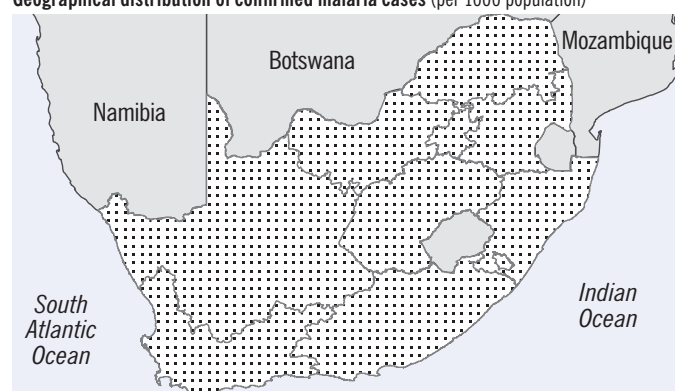 Geographical distribution of confirmed malaria cases (per 1000 population)
Mozambique
Botswana
Namibia
South
Atlantic
Ocean
Indian
Ocean